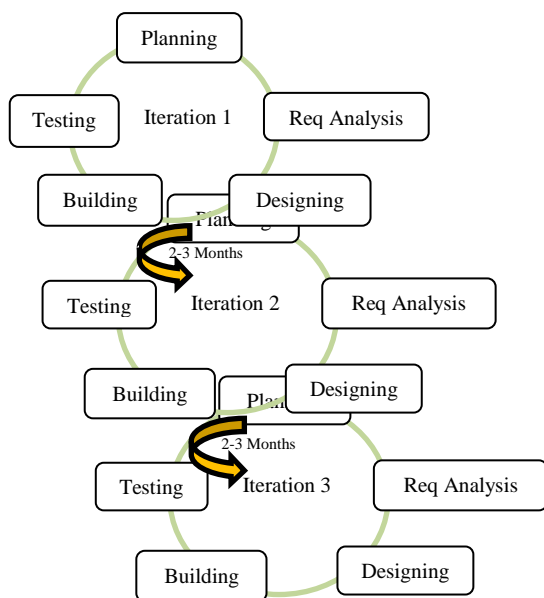 Planning
Testing
Iteration 1
Req Analysis
Building
Designing
Planning
2-3 Months
Testing
Iteration 2
Req Analysis
Building
Designing
2-3 Months
Testing
Iteration 3
Req Analysis
Building
Designing